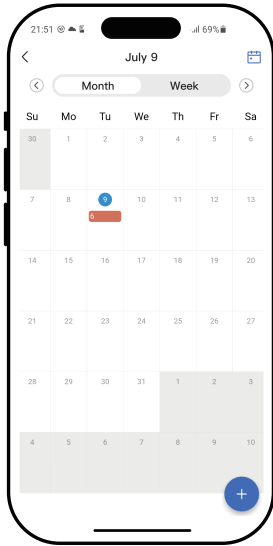 21:51 69%
July 9
Month Week
Su Mo Tu We Th Fr Sa
30 1 2 3 4 5 6
7 8 9 10 11 12 13
6
14 15 16 17 18 19 20
21 22 23 24 25 26 27
28 29 30 31 1 2 3
4 5 6 7 8 9 10
+